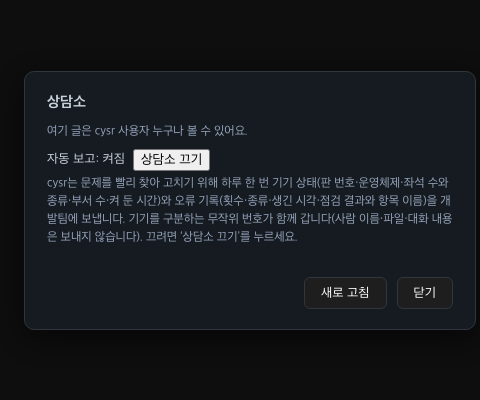 상담소
여기 글은 cysr 사용자 누구나 볼 수 있어요.
자동 보고: 켜짐 상담소 끄기
cysr는 문제를 빨리 찾아 고치기 위해 하루 한 번 기기 상태(판 번호·운영체제·좌석 수와
종류·부서 수·켜 둔 시간)와 오류 기록(횟수·종류·생긴 시각·점검 결과와 항목 이름)을 개
발팀에 보냅니다. 기기를 구분하는 무작위 번호가 함께 갑니다(사람 이름·파일·대화 내용
은 보내지 않습니다). 끄려면 '상담소 끄기'를 누르세요.
새로 고침 닫기